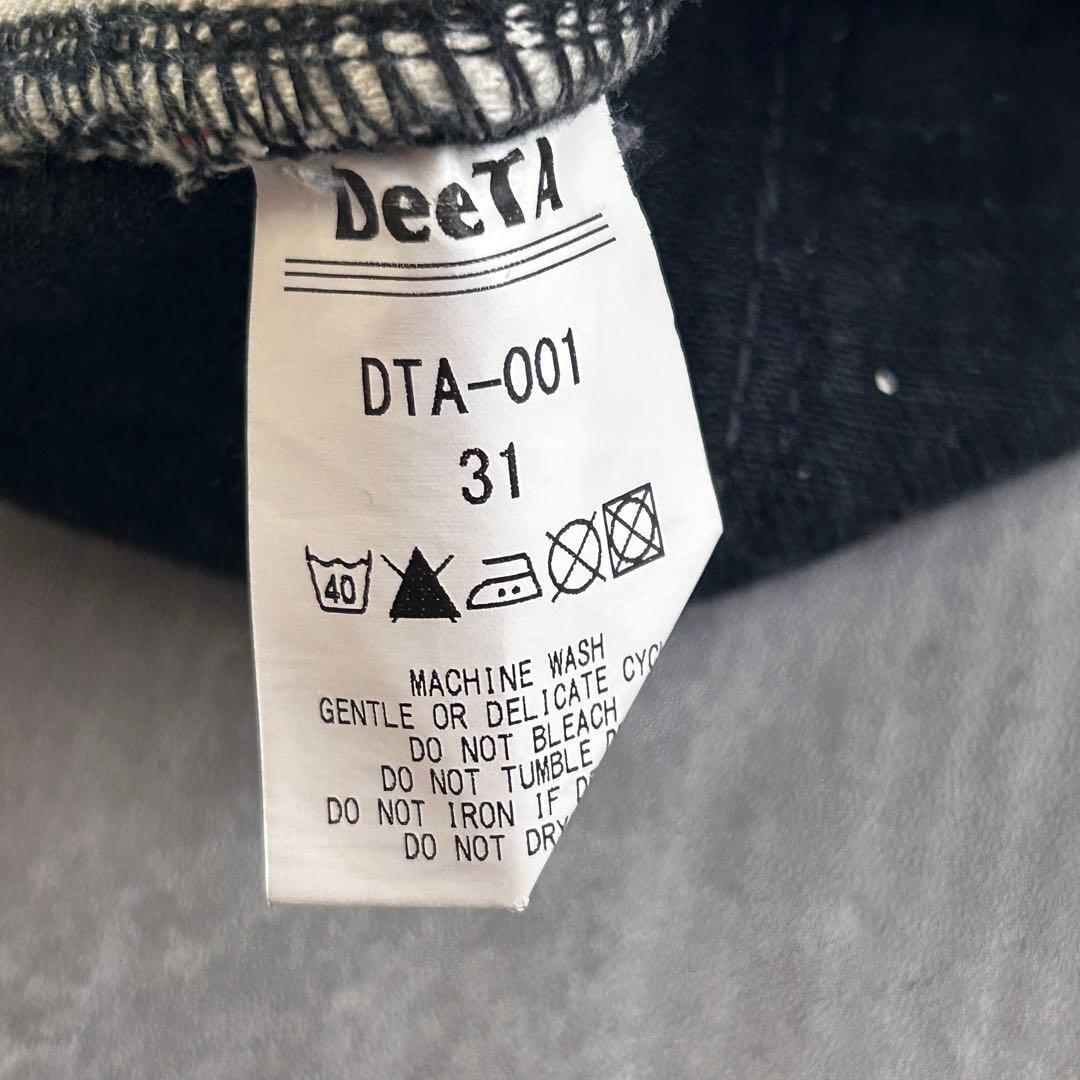 DeeTA
DTA-001
31
40
MACHINE WASH
GENTLE OR DELICATE
DO NOT BLEACH
DO NOT TUMBLE
DO NOT IRON IF
DO NOT DRY